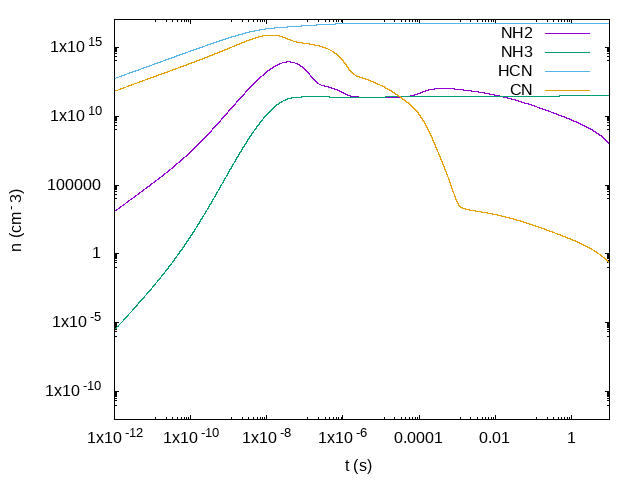 NH2
NH3
HCN
CN
1x10^15
1x10^10
100000
1
1x10^-5
1x10^-10
n (cm^-3)
1x10^-12 1x10^-10 1x10^-8 1x10^-6 0.0001 0.01 1
t (s)